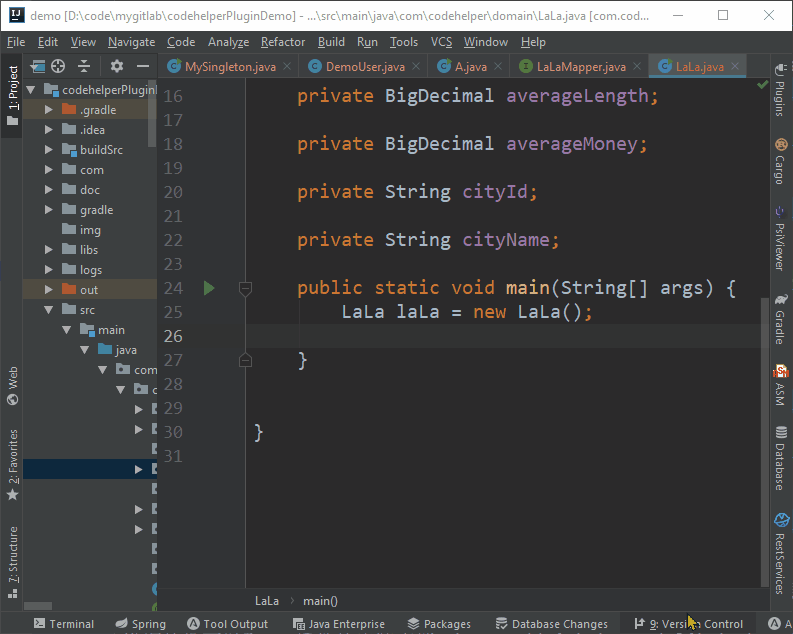 demo [D:\code\mygitlab\codehelperPluginDemo] - ...\src\main\java\com\codehelper\domain\LaLa.java [com.cod...
File Edit View Navigate Code Analyze Refactor Build Run Tools VCS Window Help
MySingleton.java DemoUser.java A.java LaLaMapper.java LaLa.java
1: Project
codehelperPluginl
.gradle
.idea
buildSrc
com
doc
gradle
img
libs
logs
out
src
main
java
com
c
Web
2: Favorites
7: Structure
16 private BigDecimal averageLength;
17
18 private BigDecimal averageMoney;
19
20 private String cityId;
21
22 private String cityName;
23
24 public static void main(String[] args) {
25 LaLa laLa = new LaLa();
26
27 }
28
29
30 }
31
LaLa main()
Plugins
Cargo
PsiViewer
Gradle
ASM
Database
RestServices
Terminal Spring Tool Output Java Enterprise Packages Database Changes 9: Version Control A